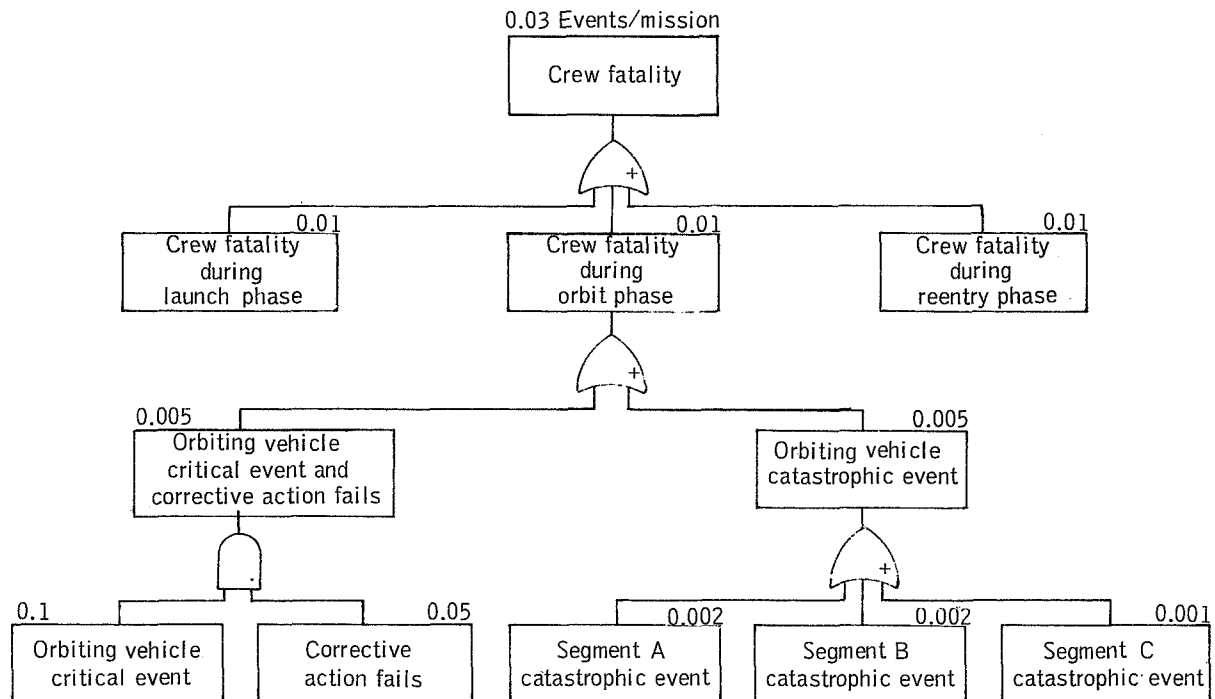 0.03 Events/mission
Crew fatality
+
0.01
Crew fatality
during
launch phase
0.01
Crew fatality
during
orbit phase
0.01
Crew fatality
during
reentry phase
+
0.005
Orbiting vehicle
critical event and
corrective action fails
0.005
Orbiting vehicle
catastrophic event
+
0.1
Orbiting vehicle
critical event
0.05
Corrective
action fails
0.002
Segment A
catastrophic event
0.002
Segment B
catastrophic event
0.001
Segment C
catastrophic event